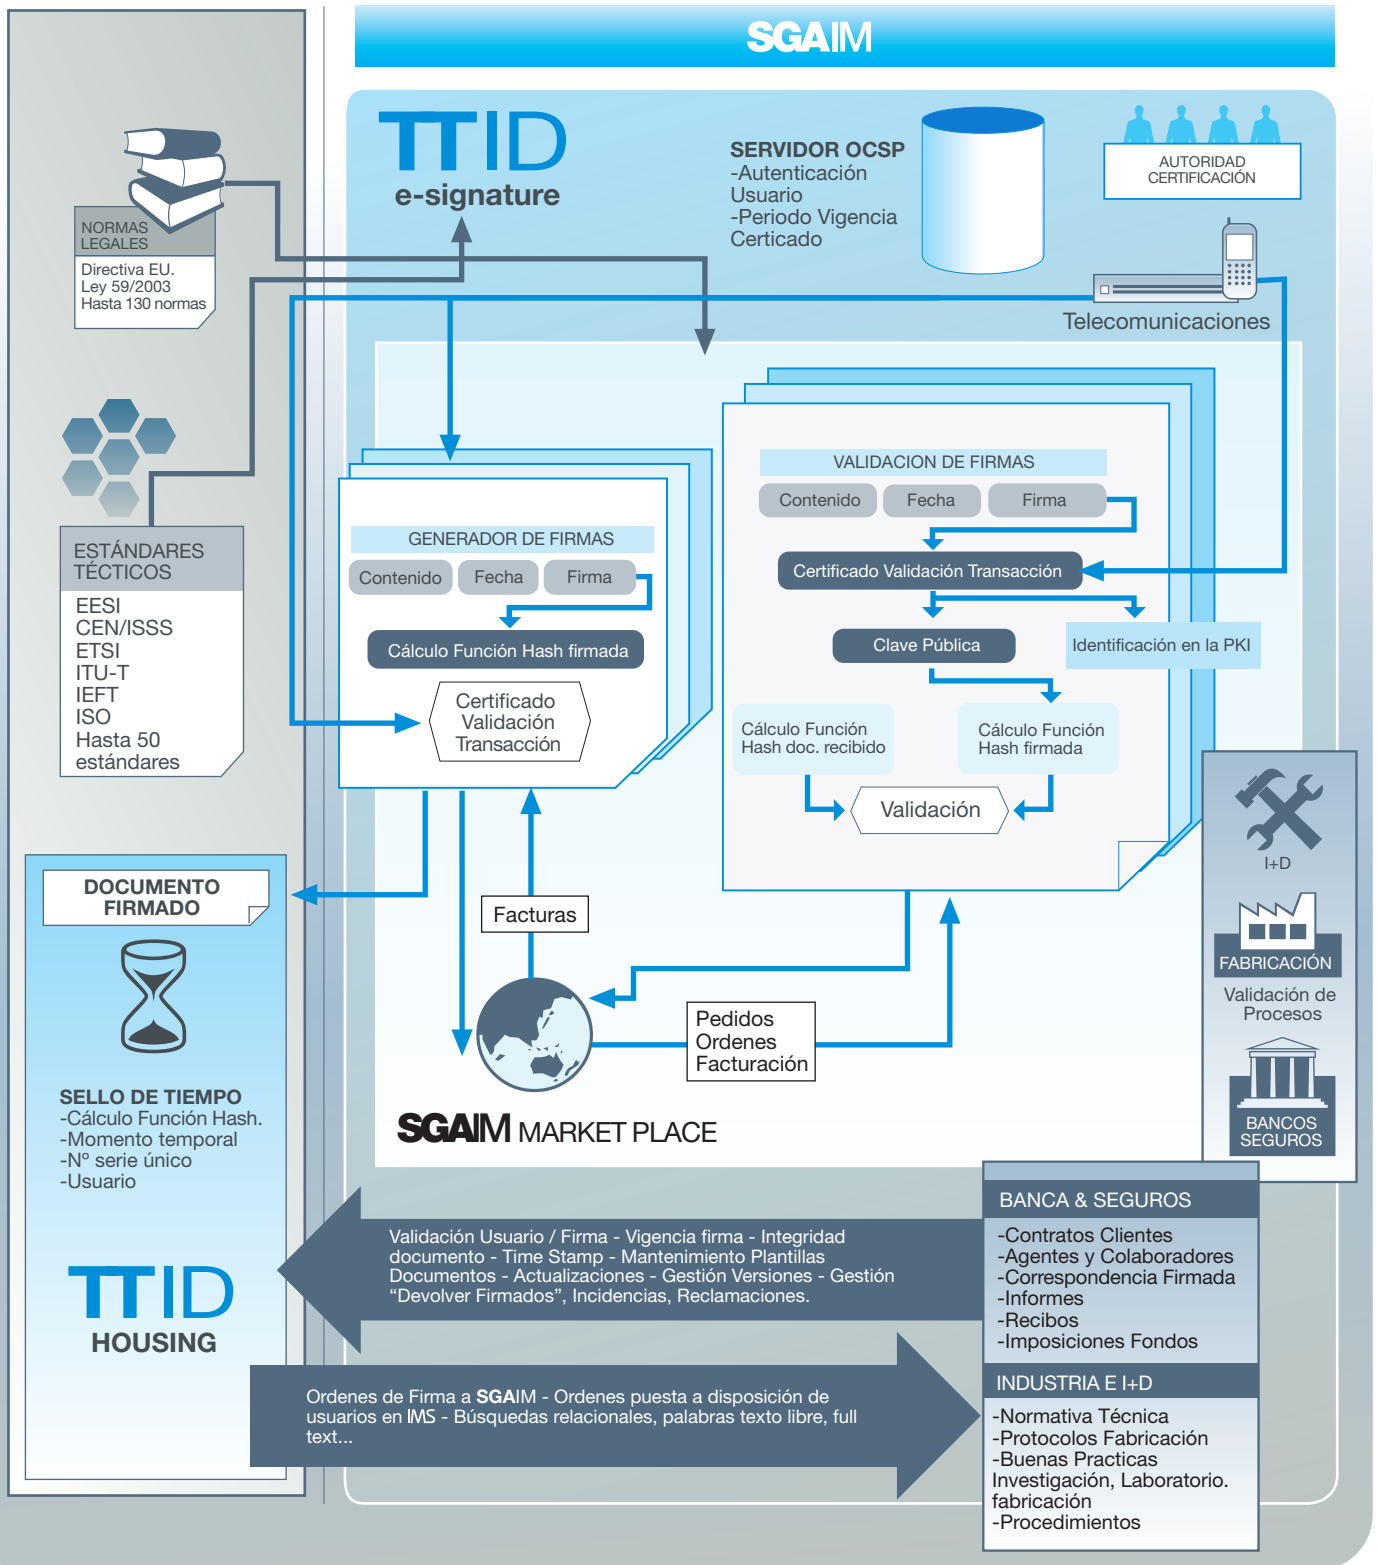 SGAIM
TTID
e-signature
SERVIDOR OCSP
-Autenticación
Usuario
-Periodo Vigencia
Certicado
AUTORIDAD
CERTIFICACIÓN
Telecomunicaciones
NORMAS
LEGALES
Directiva EU.
Ley 59/2003
Hasta 130 normas
ESTÁNDARES
TÉCTICOS
EESI
CEN/ISSS
ETSI
ITU-T
IEFT
ISO
Hasta 50
estándares
GENERADOR DE FIRMAS
Contenido
Fecha
Firma
Cálculo Función Hash firmada
Certificado
Validación
Transacción
VALIDACION DE FIRMAS
Contenido
Fecha
Firma
Certificado Validación Transacción
Clave Pública
Identificación en la PKI
Cálculo Función
Hash doc. recibido
Cálculo Función
Hash firmada
Validación
I+D
FABRICACIÓN
Validación de
Procesos
BANCOS
SEGUROS
DOCUMENTO
FIRMADO
SELLO DE TIEMPO
-Cálculo Función Hash.
-Momento temporal
-Nº serie único
-Usuario
TTID
HOUSING
Facturas
Pedidos
Ordenes
Facturación
SGAIM MARKET PLACE
Validación Usuario / Firma - Vigencia firma - Integridad
documento - Time Stamp - Mantenimiento Plantillas
Documentos - Actualizaciones - Gestión Versiones - Gestión
“Devolver Firmados”, Incidencias, Reclamaciones.
Ordenes de Firma a SGAIM - Ordenes puesta a disposición de
usuarios en IMS - Búsquedas relacionales, palabras texto libre, full
text...
BANCA & SEGUROS
-Contratos Clientes
-Agentes y Colaboradores
-Correspondencia Firmada
-Informes
-Recibos
-Imposiciones Fondos
INDUSTRIA E I+D
-Normativa Técnica
-Protocolos Fabricación
-Buenas Practicas
Investigación, Laboratorio.
fabricación
-Procedimientos